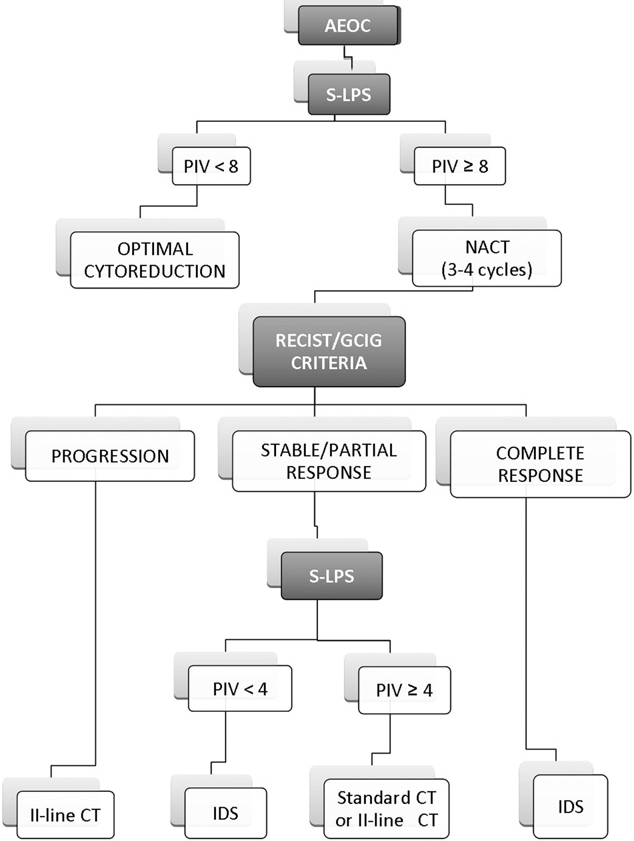 AEOC
S-LPS
PIV < 8
PIV ≥ 8
OPTIMAL
CYTOREDUCTION
NACT
(3-4 cycles)
RECIST/GCIG
CRITERIA
PROGRESSION
STABLE/PARTIAL
RESPONSE
COMPLETE
RESPONSE
S-LPS
PIV < 4
PIV ≥ 4
II-line CT
IDS
Standard CT
or II-line CT
IDS